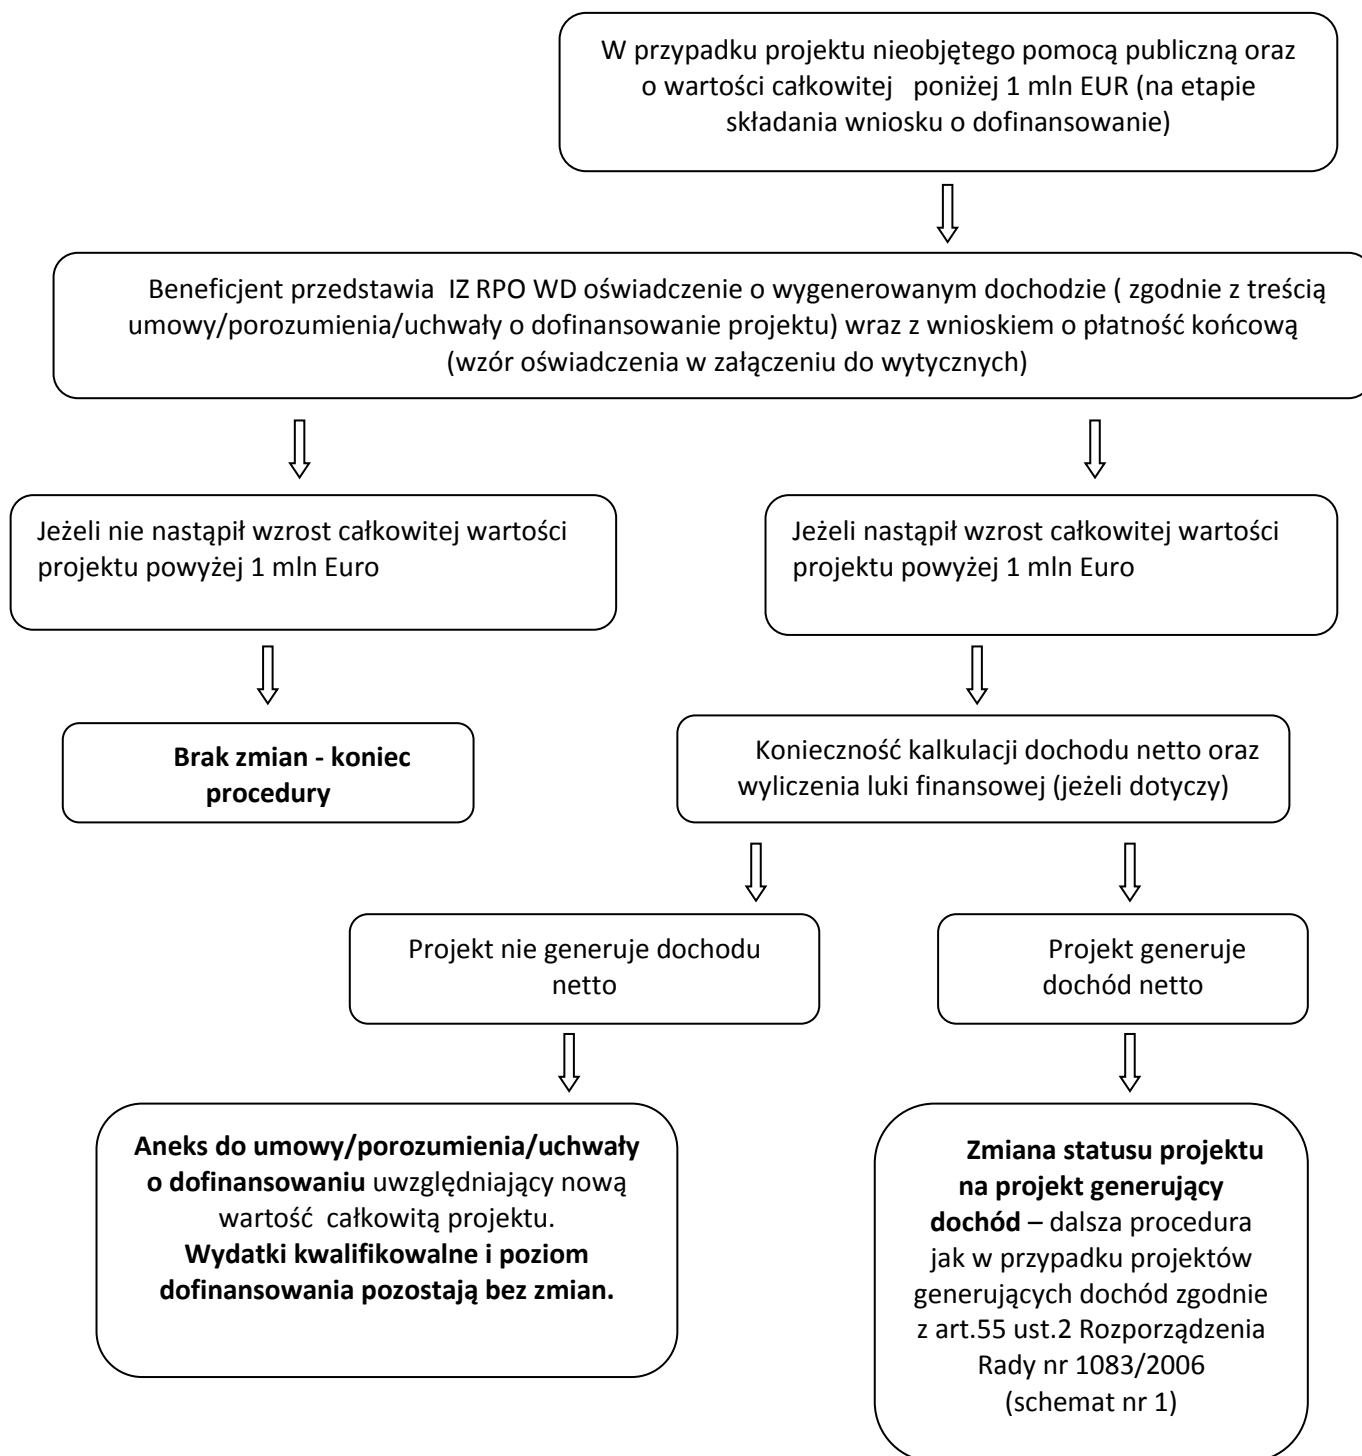 W przypadku projektu nieobjętego pomocą publiczną oraz
o wartości całkowitej poniżej 1 mln EUR (na etapie
składania wniosku o dofinansowanie)
Beneficjent przedstawia IZ RPO WD oświadczenie o wygenerowanym dochodzie ( zgodnie z treścią
umowy/porozumienia/uchwały o dofinansowanie projektu) wraz z wnioskiem o płatność końcową
(wzór oświadczenia w załączeniu do wytycznych)
Jeżeli nie nastąpił wzrost całkowitej wartości
projektu powyżej 1 mln Euro
Jeżeli nastąpił wzrost całkowitej wartości
projektu powyżej 1 mln Euro
Brak zmian - koniec
procedury
Konieczność kalkulacji dochodu netto oraz
wyliczenia luki finansowej (jeżeli dotyczy)
Projekt nie generuje dochodu
netto
Projekt generuje
dochód netto
Aneks do umowy/porozumienia/uchwały
o dofinansowaniu uwzględniający nową
wartość całkowitą projektu.
Wydatki kwalifikowalne i poziom
dofinansowania pozostają bez zmian.
Zmiana statusu projektu
na projekt generujący
dochód – dalsza procedura
jak w przypadku projektów
generujących dochód zgodnie
z art.55 ust.2 Rozporządzenia
Rady nr 1083/2006
(schemat nr 1)